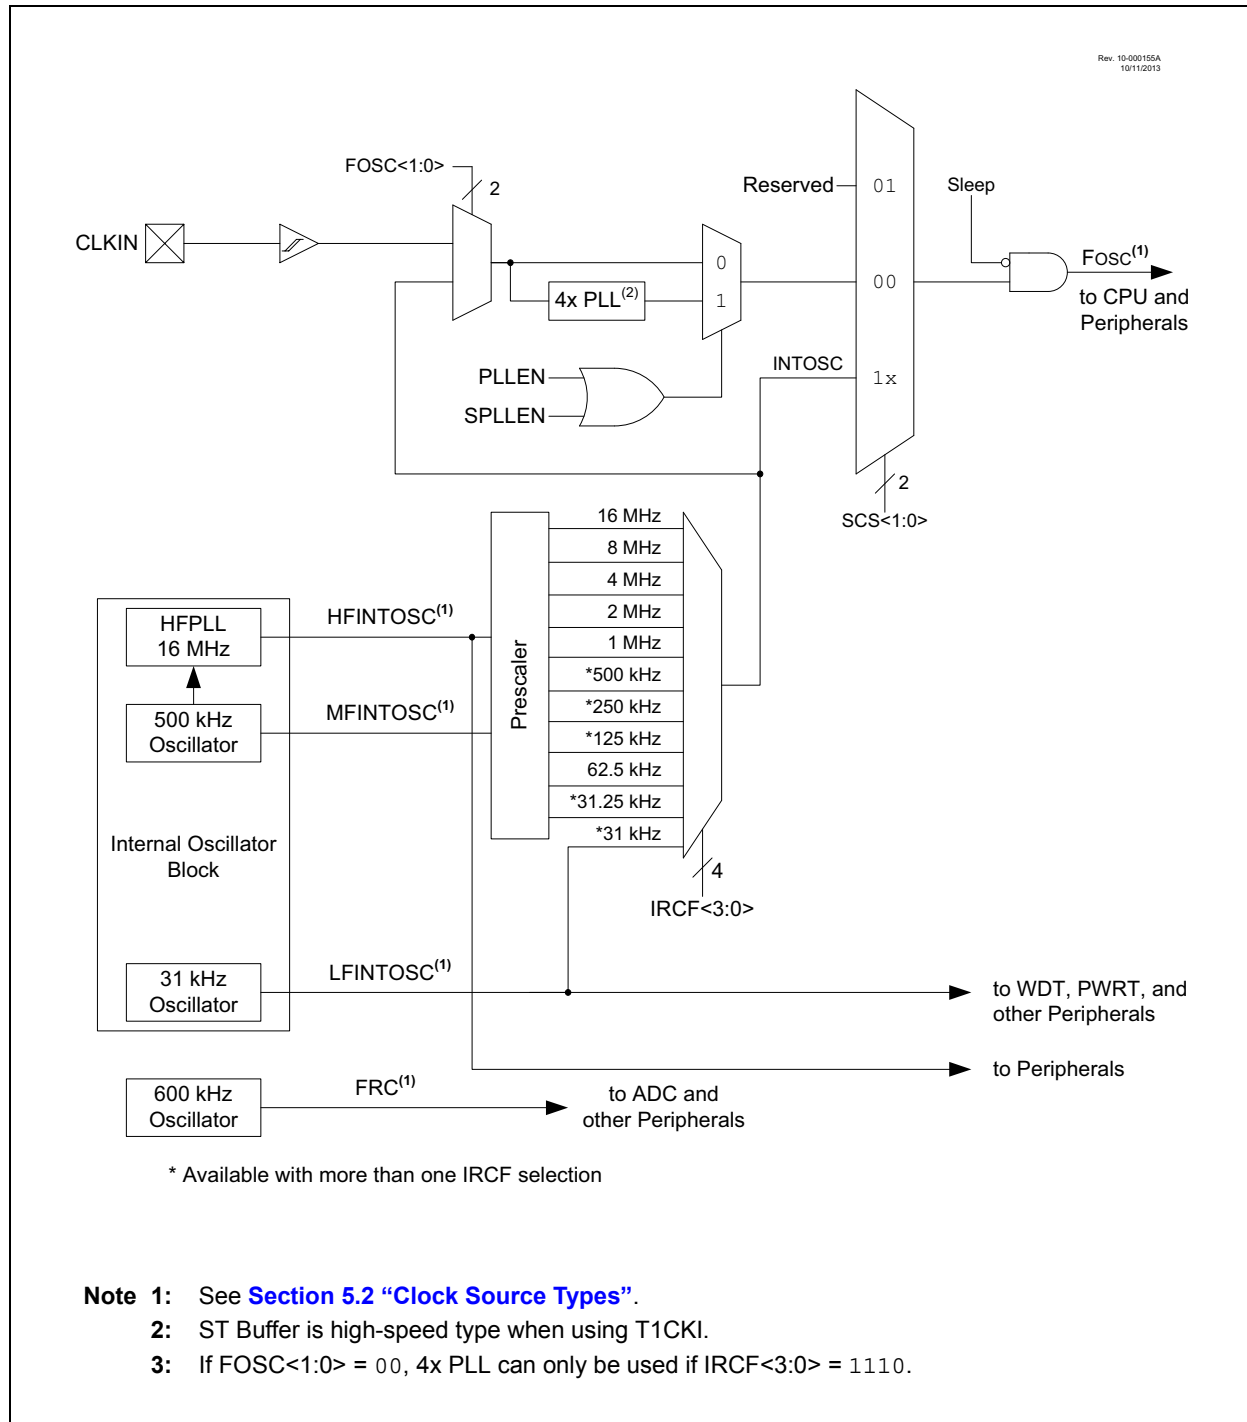 Rev. 10-000155A
10/11/2013
FOSC<1:0>
2
CLKIN
4x PLL(2)
0
1
PLLEN
SPLLEN
Reserved
01
00
INTOSC
1x
2
SCS<1:0>
Sleep
FOSC(1)
to CPU and
Peripherals
16 MHz
8 MHz
4 MHz
2 MHz
1 MHz
*500 kHz
*250 kHz
*125 kHz
62.5 kHz
*31.25 kHz
*31 kHz
Prescaler
4
IRCF<3:0>
HFPLL
16 MHz
HFINTOSC(1)
500 kHz
Oscillator
MFINTOSC(1)
Internal Oscillator
Block
31 kHz
Oscillator
LFINTOSC(1)
to WDT, PWRT, and
other Peripherals
to Peripherals
600 kHz
Oscillator
FRC(1)
to ADC and
other Peripherals
* Available with more than one IRCF selection
Note 1: See Section 5.2 “Clock Source Types”.
2: ST Buffer is high-speed type when using T1CKI.
3: If FOSC<1:0> = 00, 4x PLL can only be used if IRCF<3:0> = 1110.